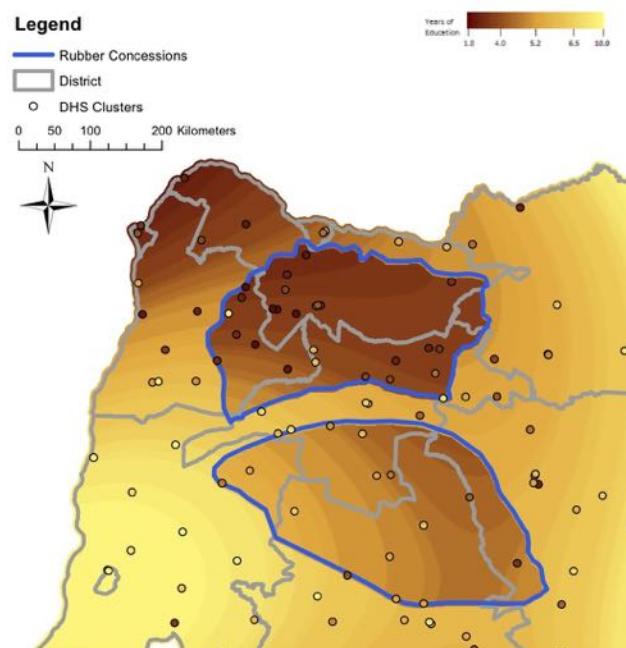 Legend
Rubber Concessions
District
DHS Clusters
0 50 100 200 Kilometers
N
Years of
Education
1.0 4.0 5.2 6.5 10.0